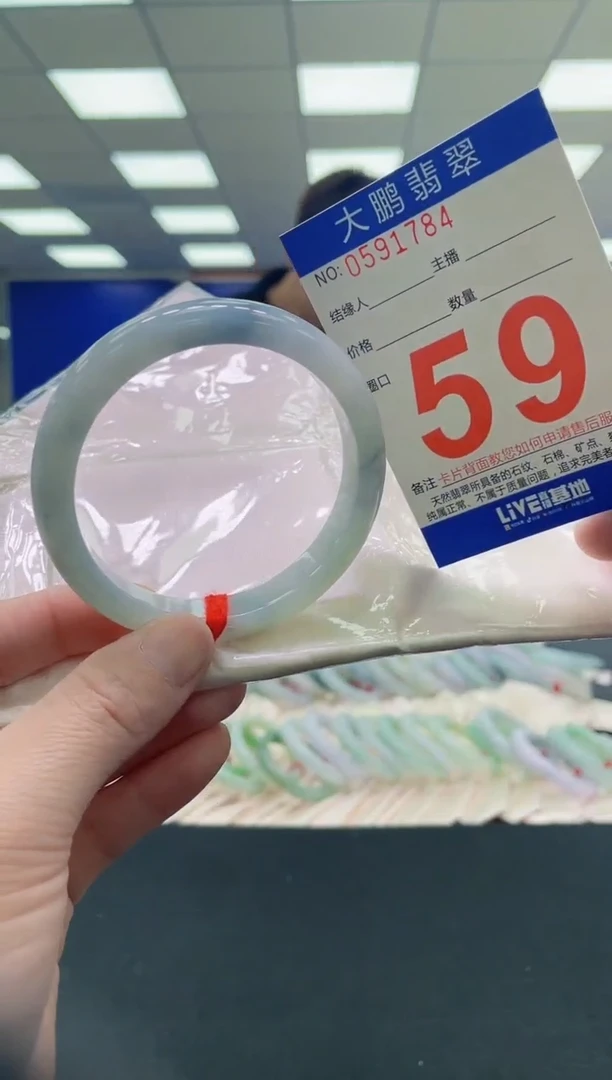 大鹏翡翠
NO: 0591784
结缘人 主播
价格 数量
圈口
59
备注 卡片背面教您如何申请售后服
天然翡翠所具备的石纹、石棉、矿点、
纯属正常、不属于质量问题，追求完美者
LIVE 基地